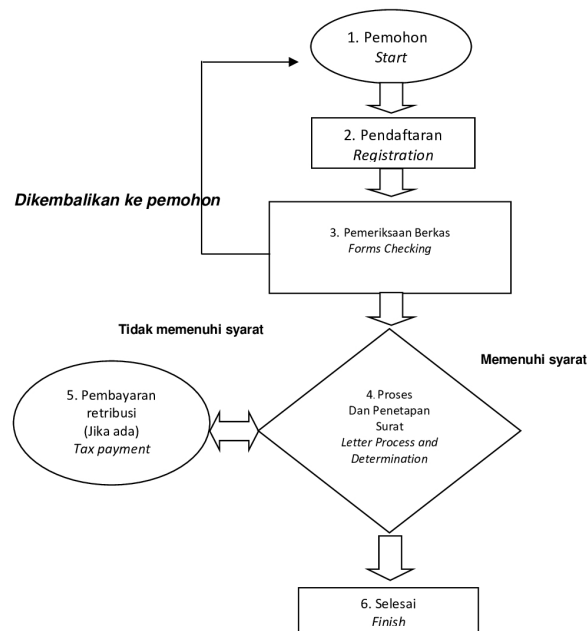 1. Pemohon
Start
2. Pendaftaran
Registration
Dikembalikan ke pemohon
3. Pemeriksaan Berkas
Forms Checking
Tidak memenuhi syarat
Memenuhi syarat
5. Pembayaran
retribusi
(Jika ada)
Tax payment
4. Proses
Dan Penetapan
Surat
Letter Process and
Determination
6. Selesai
Finish